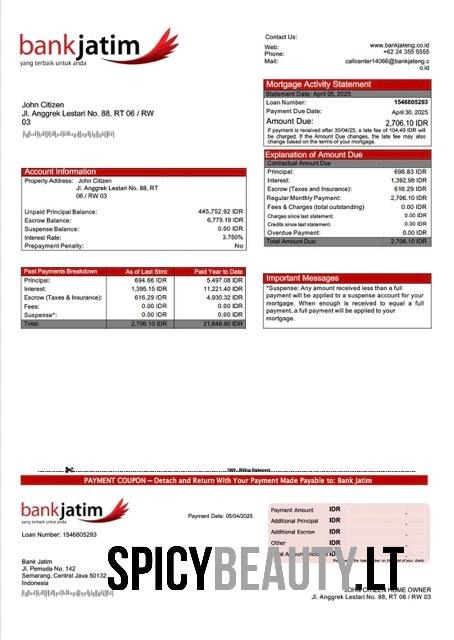 bankjatim
yang terbaik untuk anda
Contact Us:
Web: www.bankjateng.co.id
Phone: +62 24 355 5555
Mail: callcenter14066@bankjateng.c
o.id
John Citizen
Jl. Anggrek Lestari No. 88, RT 06 / RW
03
Mortgage Activity Statement
Statement Date: April 05, 2025
Loan Number: 1546805293
Payment Due Date: April 30, 2025
Amount Due: 2,706.10 IDR
If payment is received after 30/04/25, a late fee of 104.49 IDR will
be charged. If the Amount Due changes, the late fee may also
change based on the terms of your mortgage.
Explanation of Amount Due
Contractual Amount Due
Principal: 696.83 IDR
Interest: 1,392.98 IDR
Escrow (Taxes and Insurance): 616.29 IDR
Regular Monthly Payment: 2,706.10 IDR
Fees & Charges (total outstanding) 0.00 IDR
Charges since last statement: 0.00 IDR
Credits since last statement: 0.00 IDR
Overdue Payment: 0.00 IDR
Total Amount Due: 2,706.10 IDR
Account Information
Property Address: John Citizen
Jl. Anggrek Lestari No. 88, RT
06 / RW 03
Unpaid Principal Balance: 445,752.92 IDR
Escrow Balance: 6,779.19 IDR
Suspense Balance: 0.00 IDR
Interest Rate: 3.750%
Prepayment Penalty: No
Past Payments Breakdown As of Last Stmt Paid Year to Date
Principal: 694.66 IDR 5,497.08 IDR
Interest: 1,395.15 IDR 11,221.40 IDR
Escrow (Taxes & Insurance): 616.29 IDR 4,930.32 IDR
Fees: 0.00 IDR 0.00 IDR
Suspense*: 0.00 IDR 0.00 IDR
Total: 2,706.10 IDR 21,648.80 IDR
Important Messages
*Suspense: Any amount received less than a full
payment will be applied to a suspense account for your
mortgage. When enough is received to equal a full
payment, a full payment will be applied to your
mortgage.
Billing Statement
PAYMENT COUPON – Detach and Return With Your Payment Made Payable to: Bank Jatim
bankjatim
yang terbaik untuk anda
Payment Date: 05/04/2025
Loan Number: 1546805293
Payment Amount IDR
Additional Principal IDR
Additional Escrow IDR
Other IDR
Bank Jatim
Jl. Pemuda No. 142
Semarang, Central Java 50132
Indonesia
SPICYBEAUTY.LT
JOHN CITIZEN HOME OWNER
Jl. Anggrek Lestari No. 88, RT 06 / RW 03